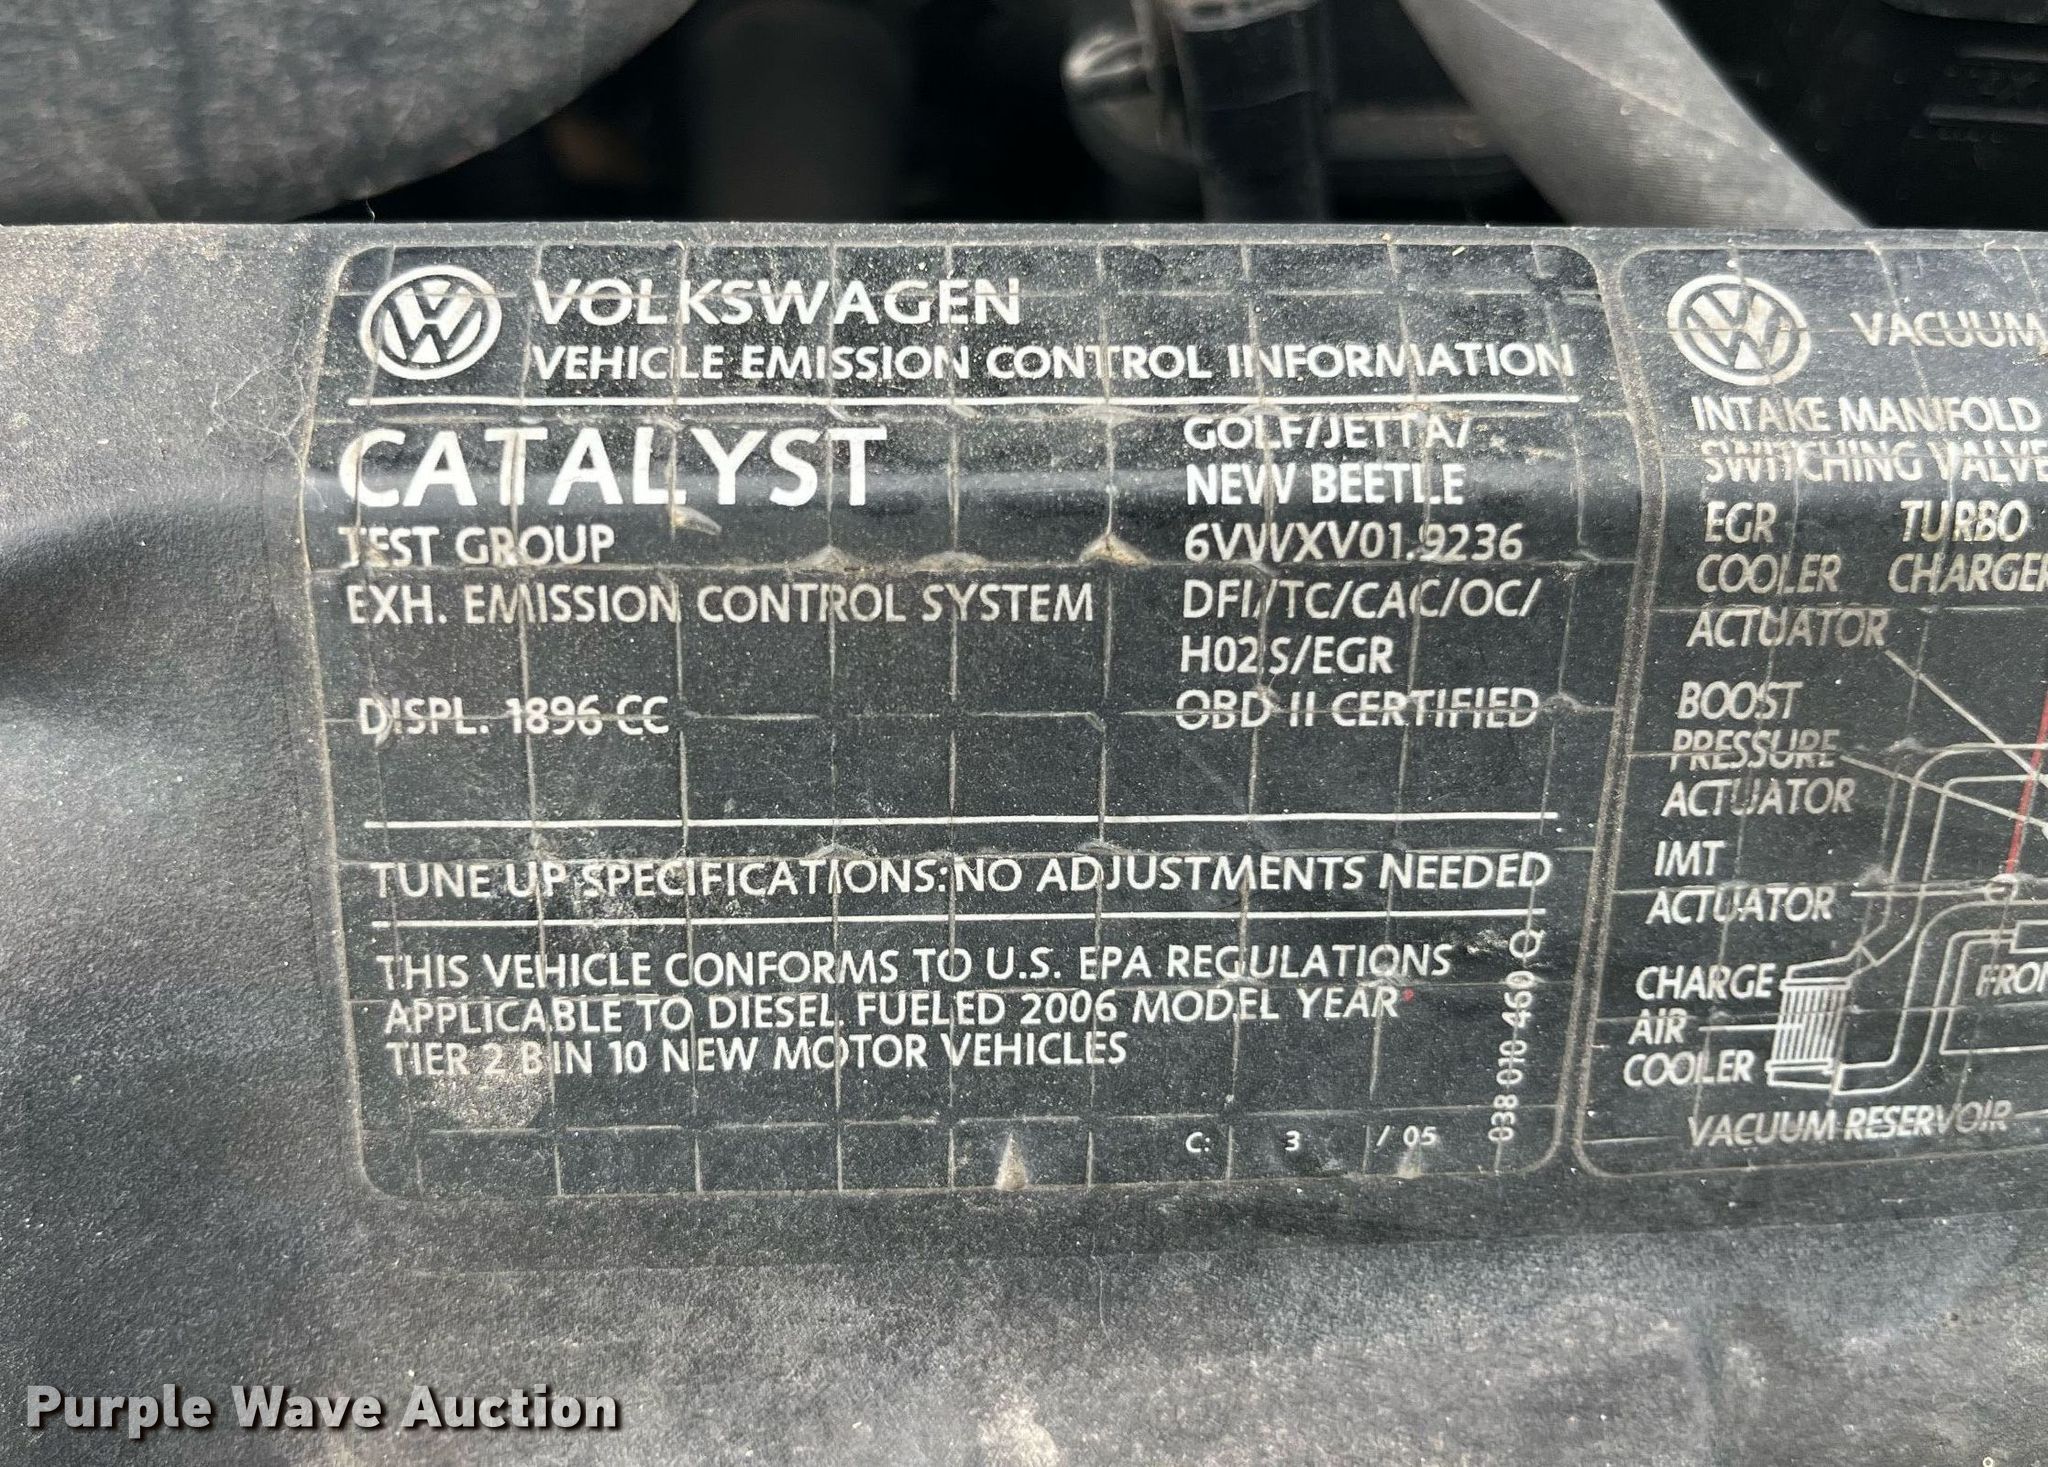 VOLKSWAGEN
VEHICLE EMISSION CONTROL INFORMATION
CATALYST
GOLF/JETTA/
NEW BEETLE
TEST GROUP 6VWXV01.9236
EXH. EMISSION CONTROL SYSTEM DFI/TC/CAC/OC/
H02S/EGR
DISPL. 1896 CC OBD II CERTIFIED
TUNE UP SPECIFICATIONS: NO ADJUSTMENTS NEEDED
THIS VEHICLE CONFORMS TO U.S. EPA REGULATIONS
APPLICABLE TO DIESEL FUELED 2006 MODEL YEAR
TIER 2 BIN 10 NEW MOTOR VEHICLES
C: 3 / 05
038 010 460 Q
VACUUM
INTAKE MANIFOLD
SWITCHING VALVE
EGR TURBO
COOLER CHARGER
ACTUATOR
BOOST
PRESSURE
ACTUATOR
IMT
ACTUATOR
CHARGE
AIR
COOLER
FRON
VACUUM RESERVOIR
Purple Wave Auction